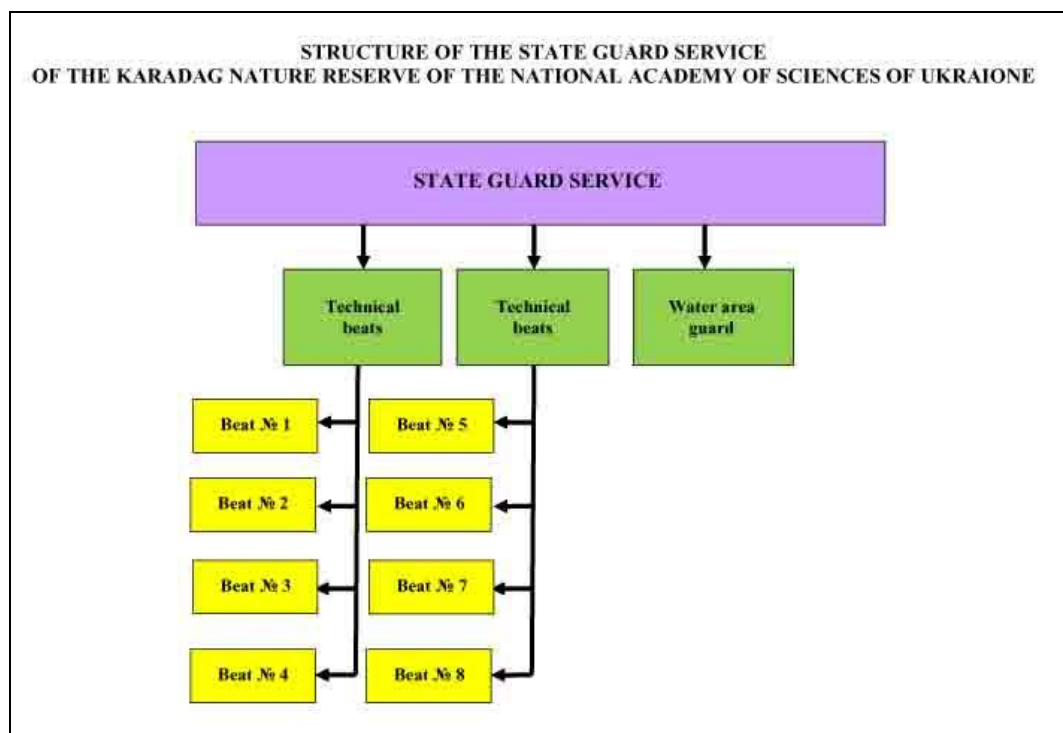 STRUCTURE OF THE STATE GUARD SERVICE
OF THE KARADAG NATURE RESERVE OF THE NATIONAL ACADEMY OF SCIENCES OF UKRAIONE
STATE GUARD SERVICE
Technical
beats
Technical
beats
Water area
guard
Beat № 1
Beat № 2
Beat № 3
Beat № 4
Beat № 5
Beat № 6
Beat № 7
Beat № 8